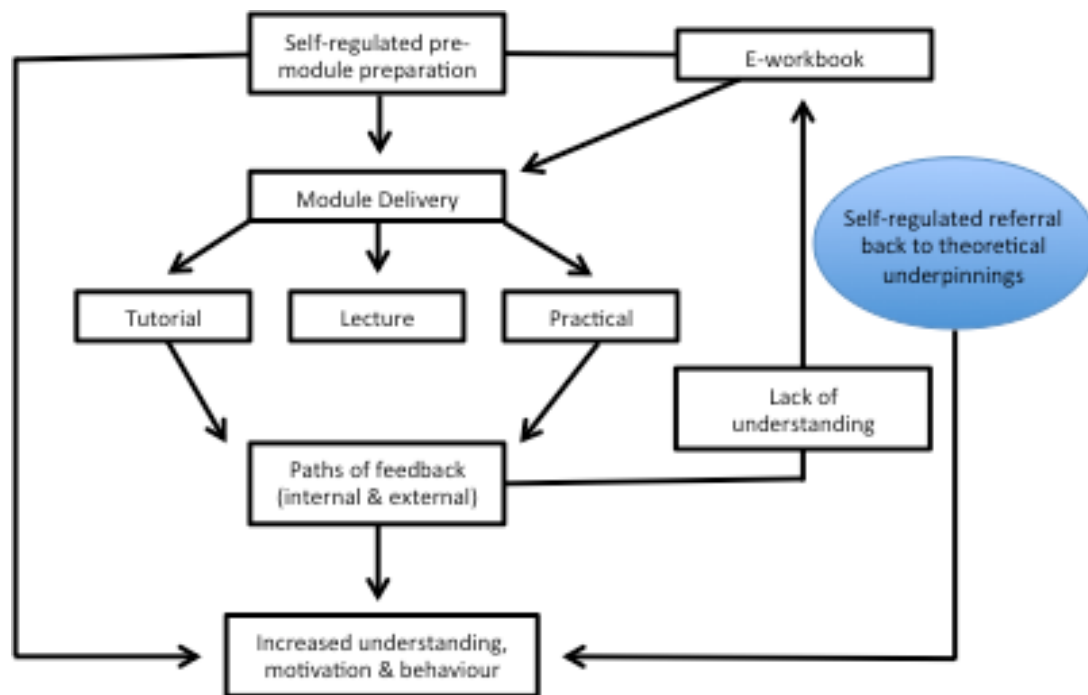 Self-regulated pre-
module preparation
E-workbook
Module Delivery
Self-regulated referral
back to theoretical
underpinnings
Tutorial
Lecture
Practical
Lack of
understanding
Paths of feedback
(internal & external)
Increased understanding,
motivation & behaviour